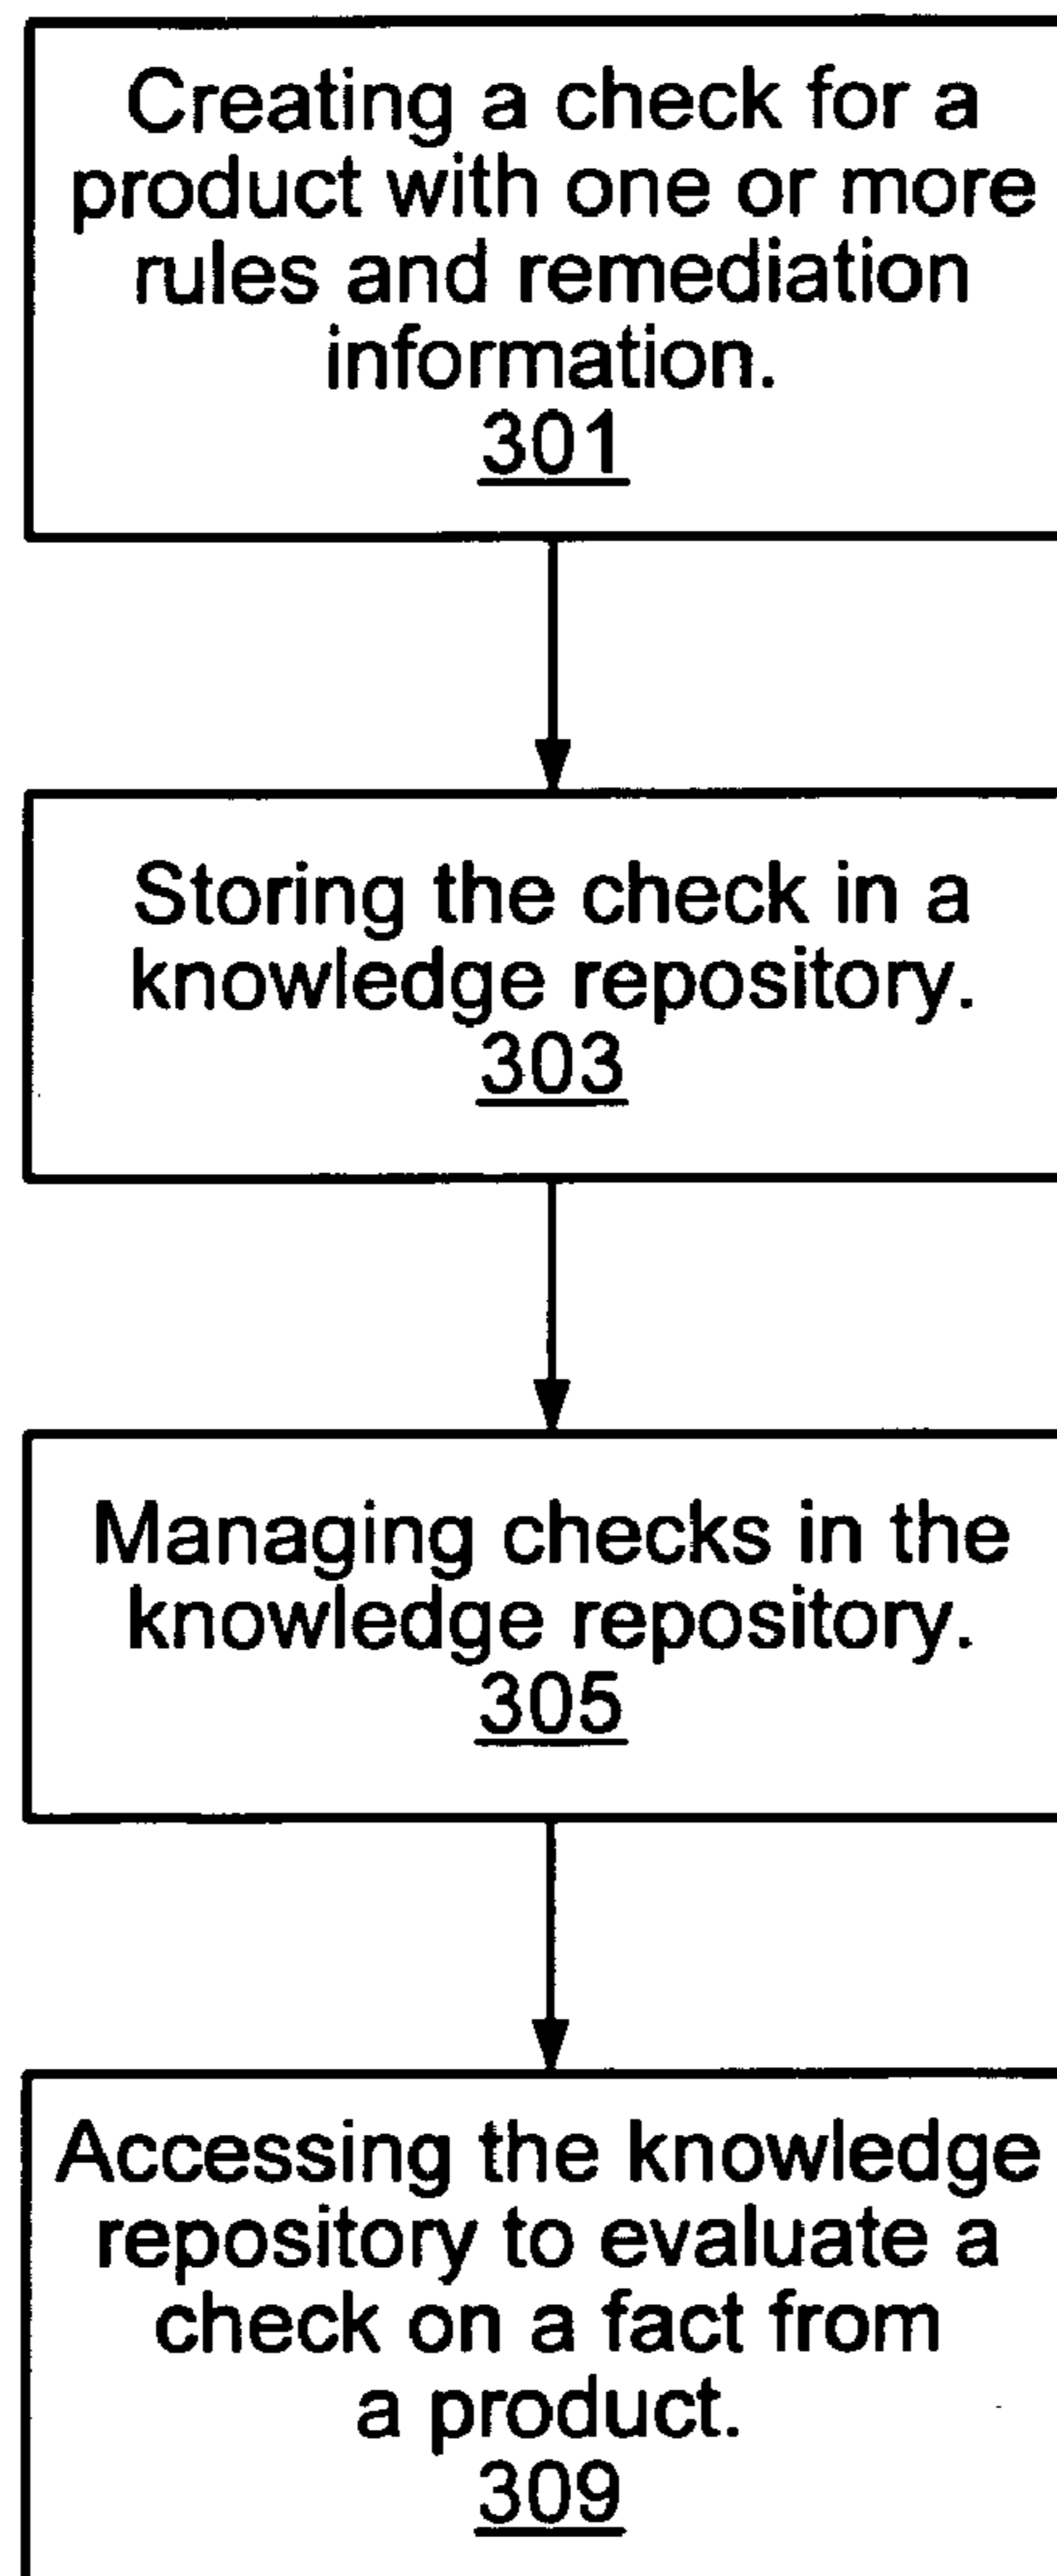 Creating a check for a
product with one or more
rules and remediation
information.
301
Storing the check in a
knowledge repository.
303
Managing checks in the
knowledge repository.
305
Accessing the knowledge
repository to evaluate a
check on a fact from
a product.
309